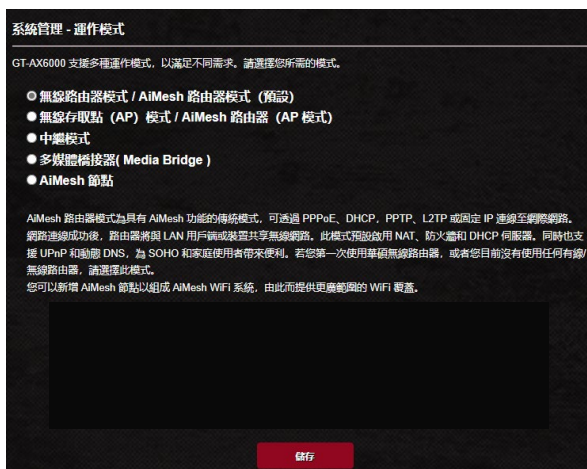 系統管理 - 運作模式
GT-AX6000 支援多種運作模式，以滿足不同需求。請選擇您所需的模式。
無線路由器模式 / AiMesh 路由器模式（預設）
無線存取點（AP）模式 / AiMesh 路由器（AP 模式）
中繼模式
多媒體橋接器( Media Bridge )
AiMesh 節點
AiMesh 路由器模式為具有 AiMesh 功能的傳統模式，可透過 PPPoE、DHCP，PPTP，L2TP 或固定 IP 連線至網際網路。
網路連線成功後，路由器將與 LAN 用戶端或裝置共享無線網路。此模式預設啟用 NAT、防火牆和 DHCP 伺服器。同時也支
援 UPnP 和動態 DNS，為 SOHO 和家庭使用者帶來便利。若您第一次使用華碩無線路由器，或者您目前沒有使用任何有線/
無線路由器，請選擇此模式。
您可以新增 AiMesh 節點以組成 AiMesh WiFi 系統，由此而提供更廣範圍的 WiFi 覆蓋。
儲存